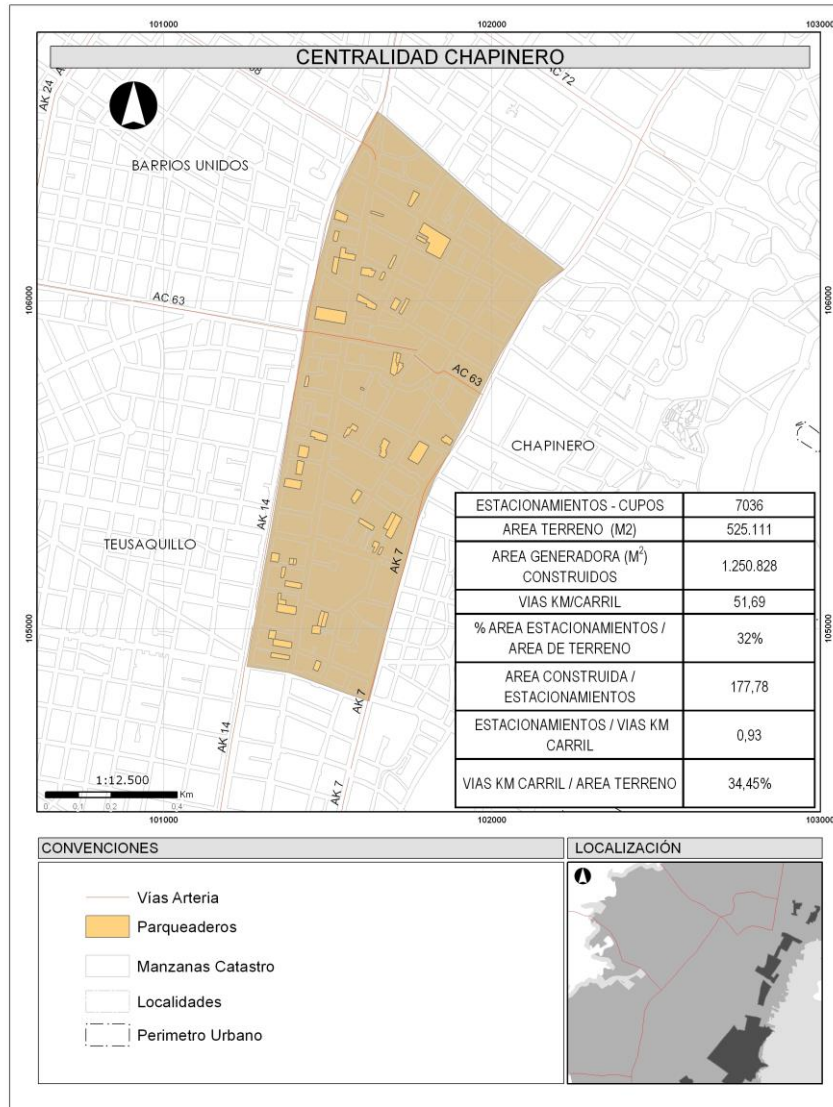 101000
102000
103000
CENTRALIDAD CHAPINERO
AK 24
AC 72
BARRIOS UNIDOS
106000
106000
AC 63
AC 63
CHAPINERO
AK 14
TEUSAQUILLO
AK 7
ESTACIONAMIENTOS - CUPOS 7036
AREA TERRENO (M2) 525.111
AREA GENERADORA (M²)
CONSTRUIDOS 1.250.828
VIAS KM/CARRIL 51,69
% AREA ESTACIONAMIENTOS /
AREA DE TERRENO 32%
AREA CONSTRUIDA /
ESTACIONAMIENTOS 177,78
ESTACIONAMIENTOS / VIAS KM
CARRIL 0,93
VIAS KM CARRIL / AREA TERRENO 34,45%
105000
105000
AK 7
AK 14
AK 7
1:12.500
0 0.1 0.2 0.4 Km
101000
102000
103000
CONVENCIONES
Vías Arteria
Parqueaderos
Manzanas Catastro
Localidades
Perimetro Urbano
LOCALIZACIÓN